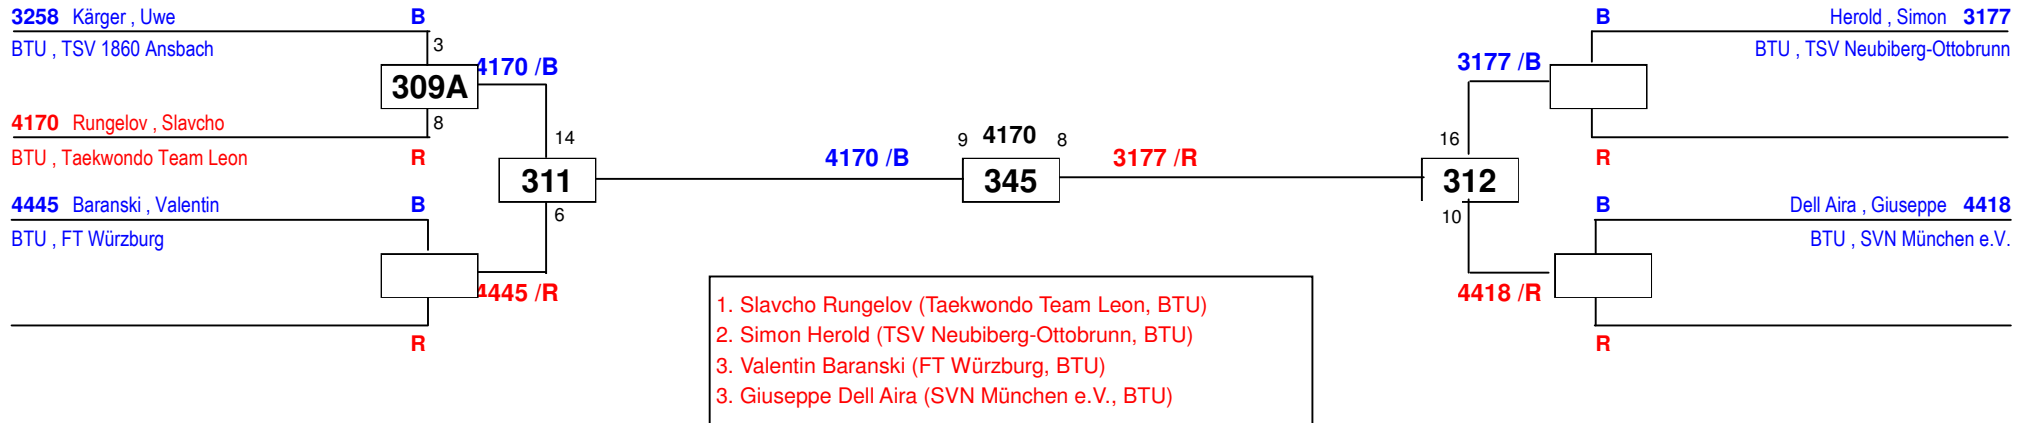 3258 Kärger , Uwe B
BTU , TSV 1860 Ansbach
3
4170 /B
309A
4170 Rungelov , Slavcho
8
BTU , Taekwondo Team Leon R
14
311
6
4445 Baranski , Valentin B
BTU , FT Würzburg
4445 /R
R
4170 /B
9 4170 8
345
3177 /R
B Herold , Simon 3177
BTU , TSV Neubiberg-Ottobrunn
3177 /B
16
R
312
10
B Dell Aira , Giuseppe 4418
BTU , SVN München e.V.
4418 /R
R
1. Slavcho Rungelov (Taekwondo Team Leon, BTU)
2. Simon Herold (TSV Neubiberg-Ottobrunn, BTU)
3. Valentin Baranski (FT Würzburg, BTU)
3. Giuseppe Dell Aira (SVN München e.V., BTU)